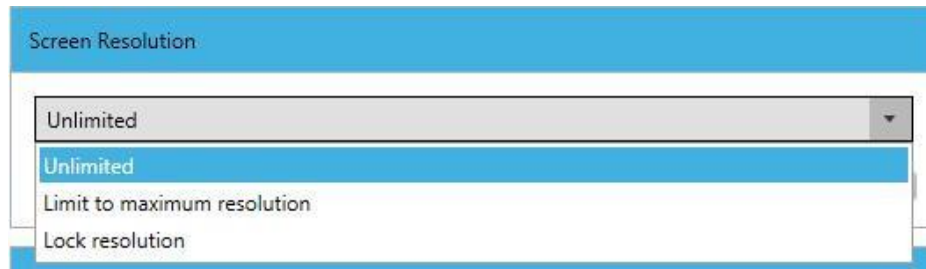 Screen Resolution
Unlimited
Unlimited
Limit to maximum resolution
Lock resolution